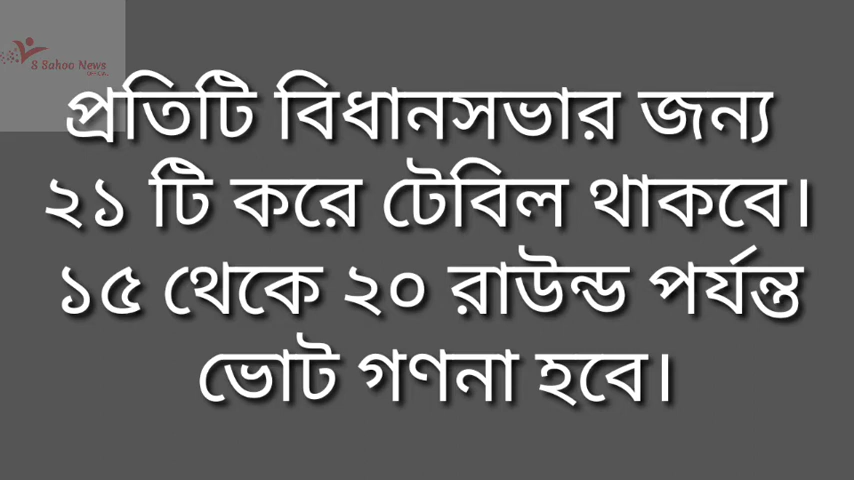 S Sahoo News
প্রতিটি বিধানসভার জন্য
২১ টি করে টেবিল থাকবে।
১৫ থেকে ২০ রাউন্ড পর্যন্ত
ভোট গণনা হবে।